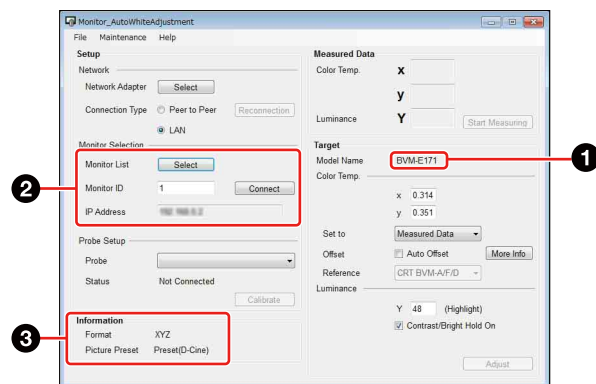 Monitor_AutoWhiteAdjustment
File Maintenance Help
Setup
Network
Network Adapter Select
Connection Type Peer to Peer Reconnection
LAN
Monitor Selection
Monitor List Select
Monitor ID 1 Connect
IP Address
Probe Setup
Probe
Status Not Connected
Calibrate
Information
Format XYZ
Picture Preset Preset(D-Cine)
Measured Data
Color Temp. x
y
Luminance Y Start Measuring
Target
Model Name BVM-E171
Color Temp.
x 0.314
y 0.351
Set to Measured Data
Offset Auto Offset More Info
Reference CRT BVM-A/F/D
Luminance
Y 48 (Highlight)
Contrast/Bright Hold On
Adjust
1
2
3